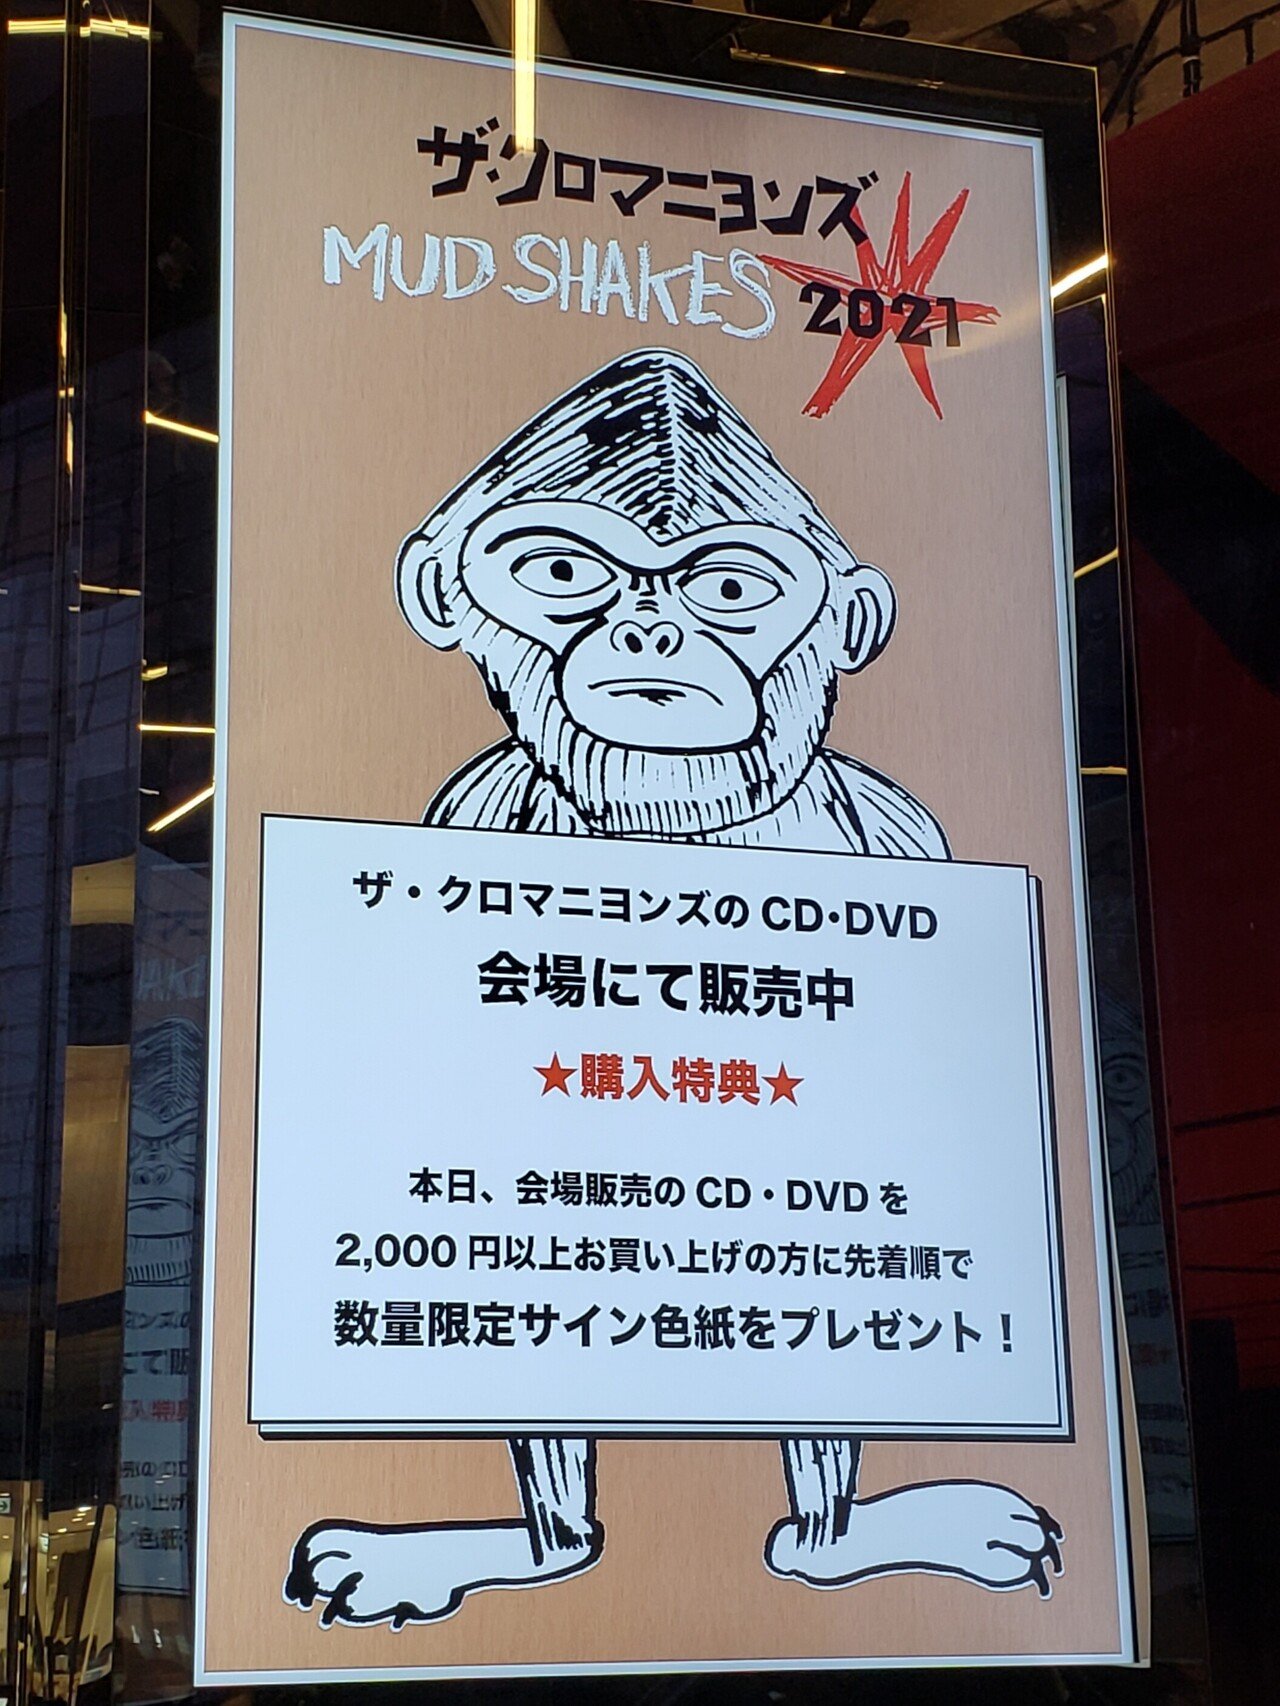 ザ・クロマニヨンズ
MUD SHAKES
2021
ザ・クロマニヨンズのCD・DVD
会場にて販売中
★購入特典★
本日、会場販売のCD・DVDを
2,000円以上お買い上げの方に先着順で
数量限定サイン色紙をプレゼント！